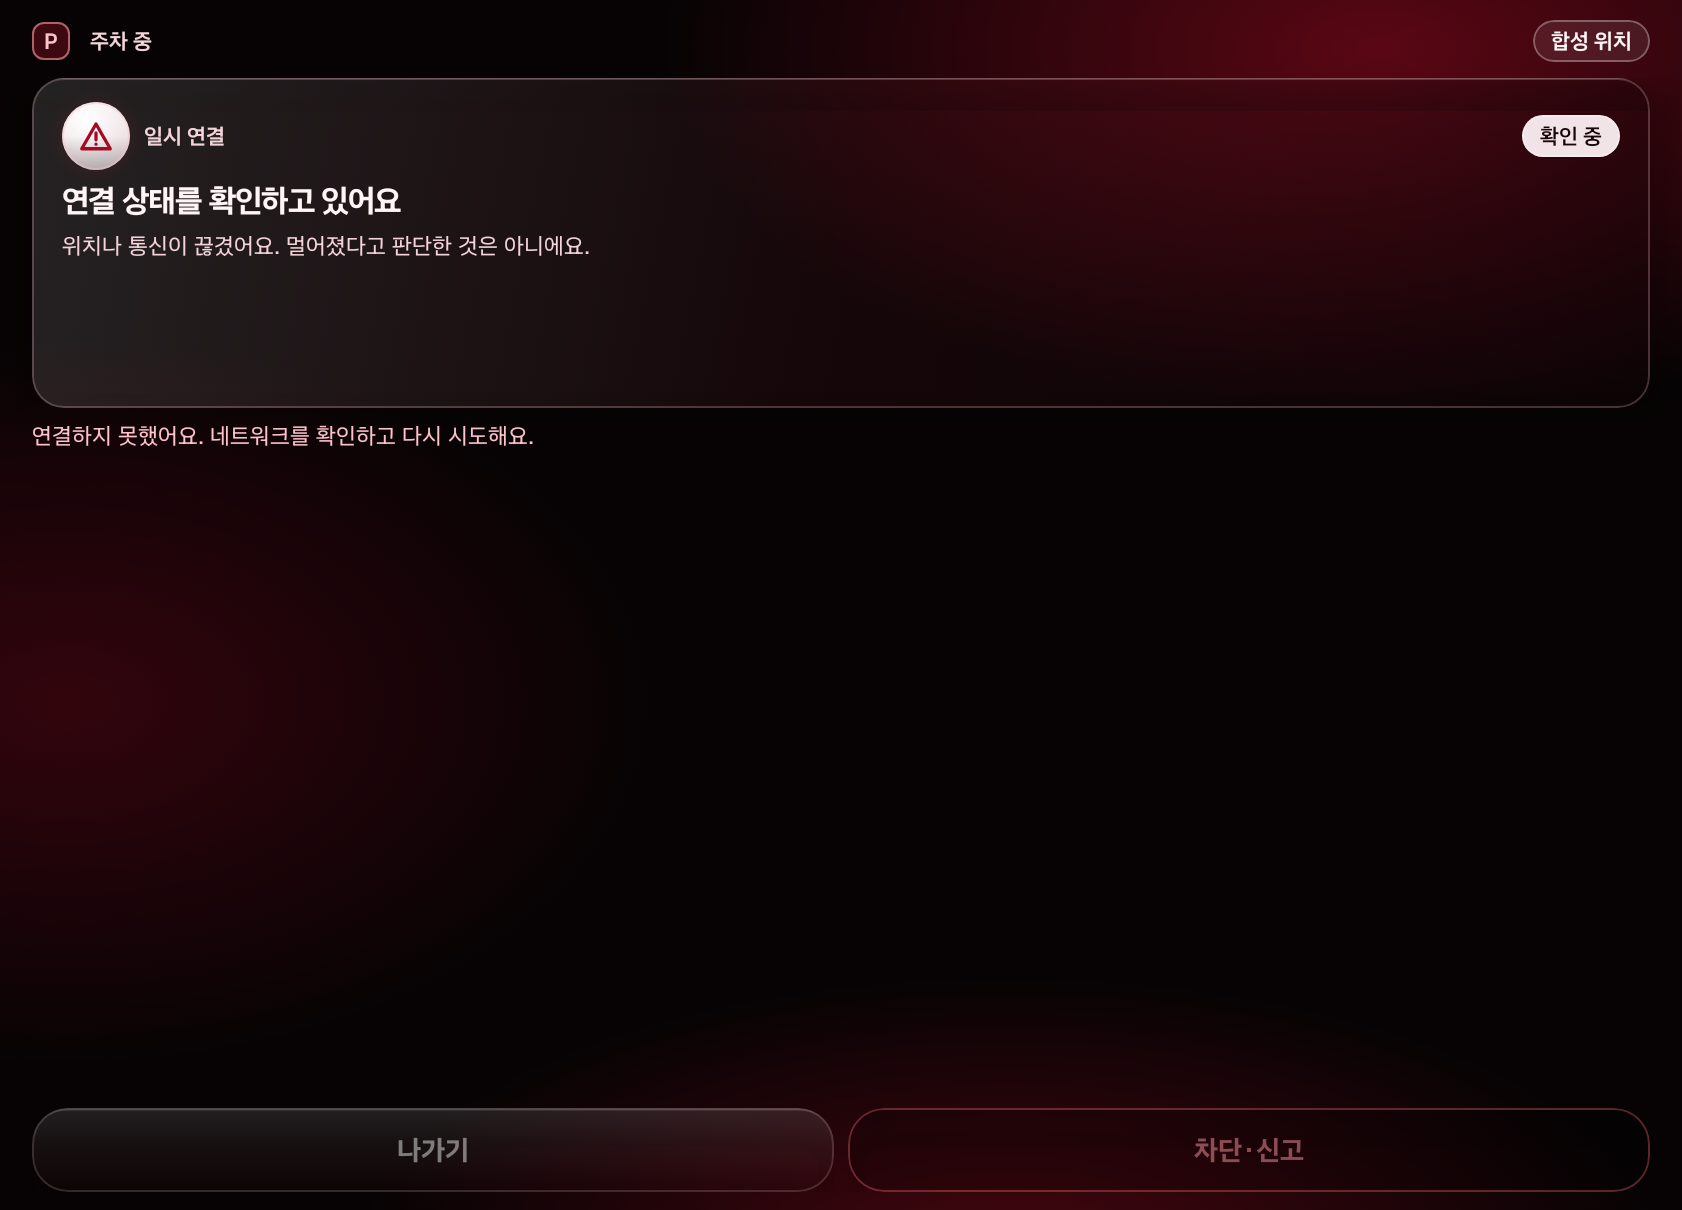 P 주차 중
합성 위치
일시 연결
확인 중
연결 상태를 확인하고 있어요
위치나 통신이 끊겼어요. 멀어졌다고 판단한 것은 아니에요.
연결하지 못했어요. 네트워크를 확인하고 다시 시도해요.
나가기
차단·신고